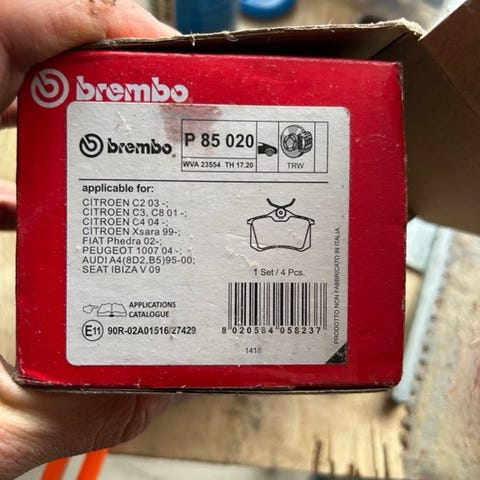 brembo
brembo
P 85 020
WVA 23554 TH 17.20
TRW
applicable for:
CITROEN C2 03 -;
CITROEN C3, C8 01 -;
CITROEN C4 04 -;
CITROEN Xsara 99-;
FIAT Phedra 02-;
PEUGEOT 1007 04 -;
AUDI A4(8D2,B5)95-00;
SEAT IBIZA V 09
1 Set / 4 Pcs.
APPLICATIONS
CATALOGUE
E11 90R-02A01516/27429
8 020584 058237
1418
PRODOTTO NON FABBRICATO IN ITALIA